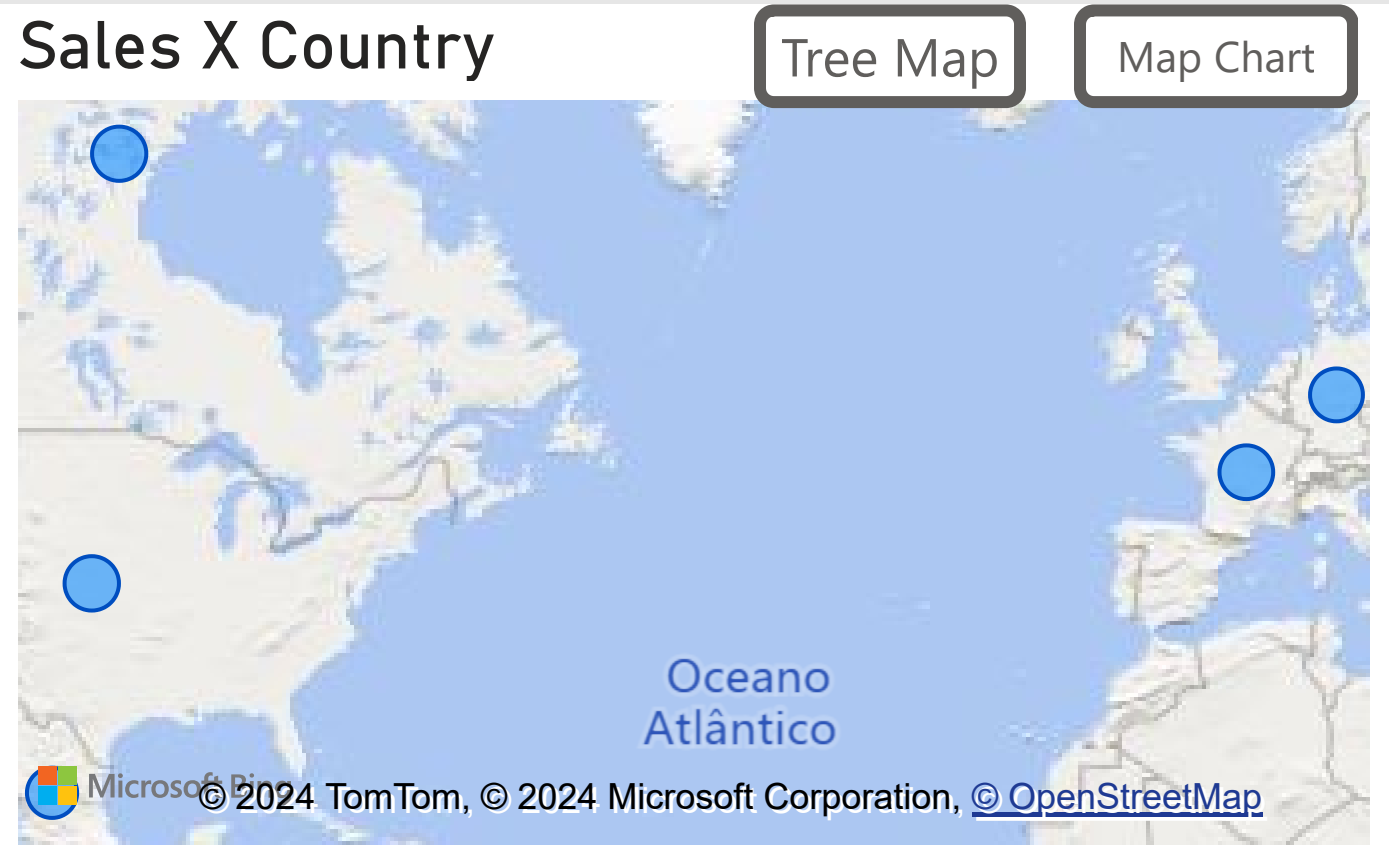 Sales X Country
Tree Map
Map Chart
Oceano
Atlântico
Microsoft Bing
© 2024 TomTom, © 2024 Microsoft Corporation, © OpenStreetMap